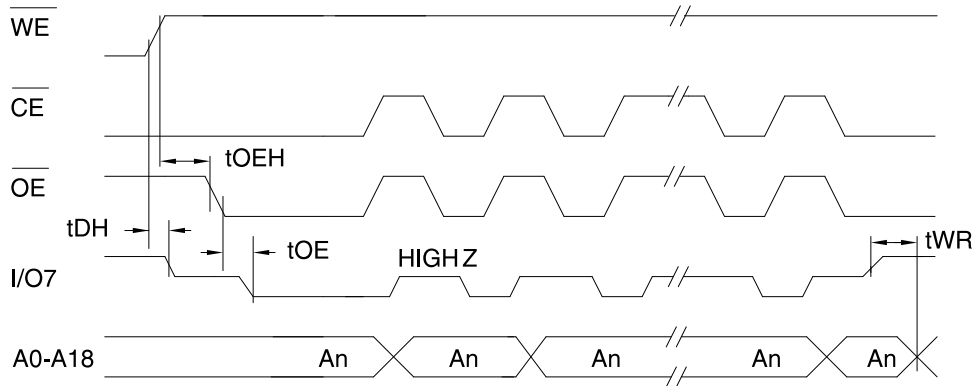 WE
CE
tOEH
OE
tDH
tOE
tWR
HIGH Z
I/O7
A0-A18
An
An
An
An
An